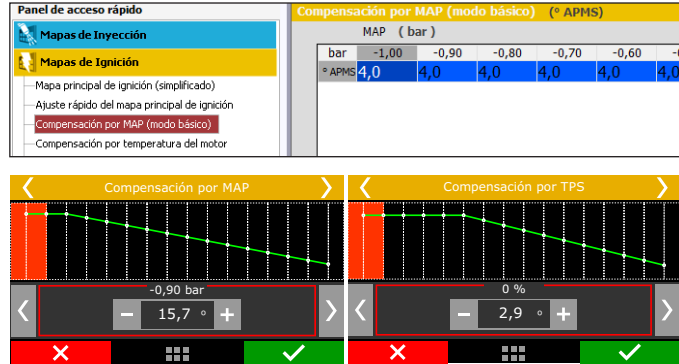 Panel de acceso rápido
Mapas de Inyección
Mapas de Ignición
Mapa principal de ignición (simplificado)
Ajuste rápido del mapa principal de ignición
Compensación por MAP (modo básico)
Compensación por temperatura del motor
Compensación por MAP (modo básico) (° APMS)
MAP ( bar )
bar -1,00 -0,90 -0,80 -0,70 -0,60
° APMS 4,0 4,0 4,0 4,0 4,0 4,0
Compensación por MAP
-0,90 bar
15,7 °
Compensación por TPS
0 %
2,9 °